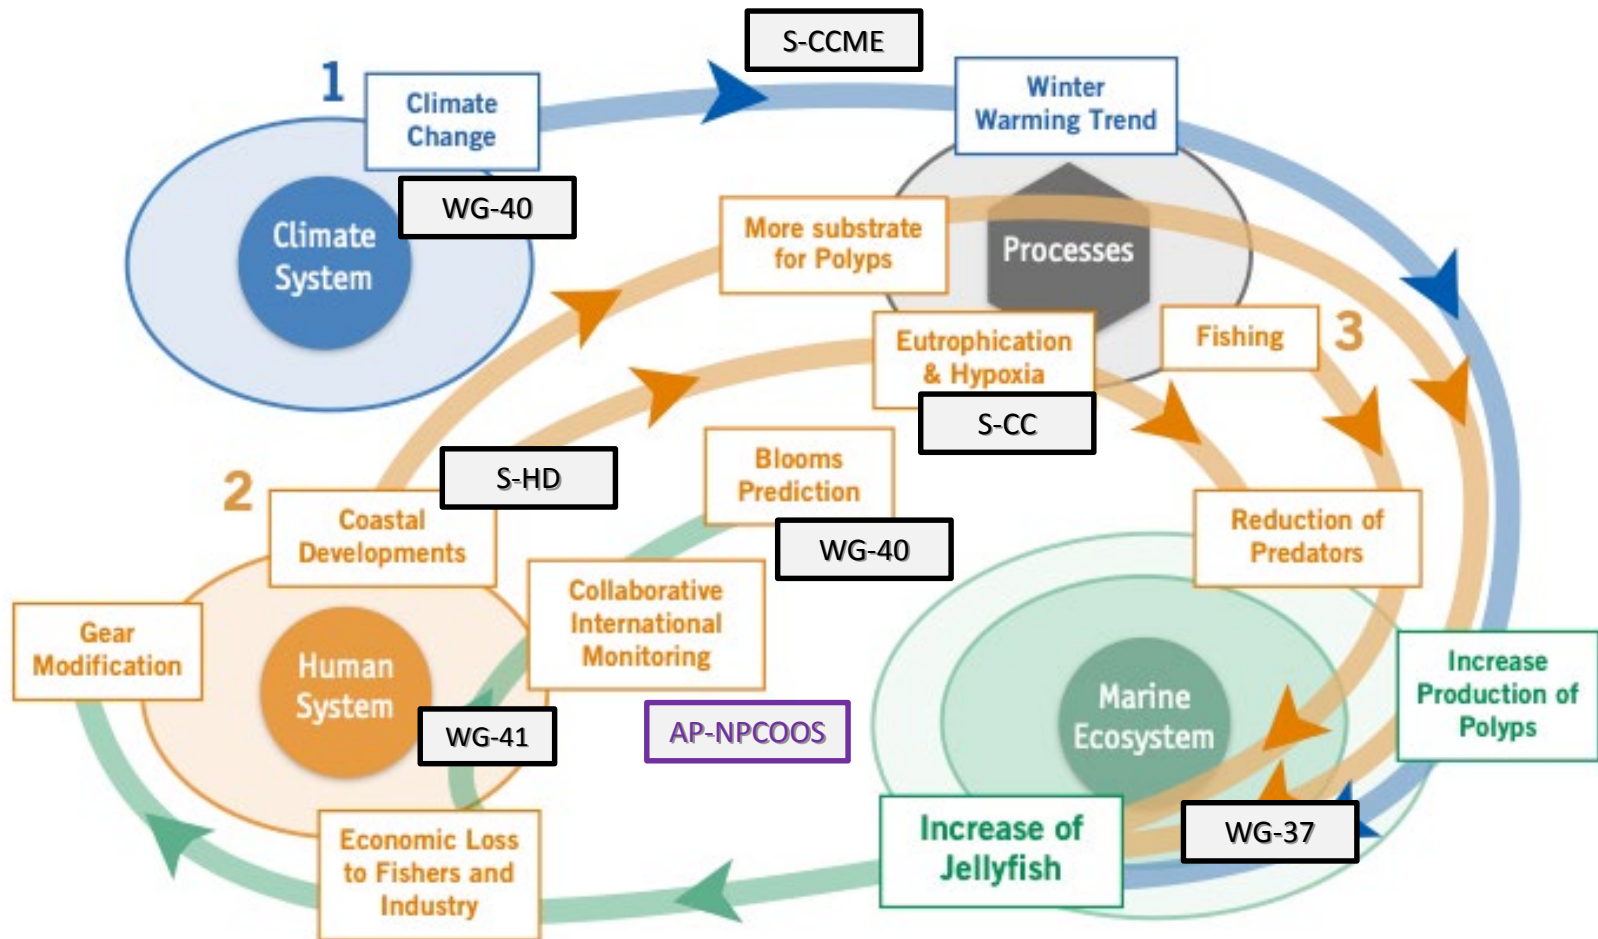 S-CCME
1
Climate
Change
Winter
Warming Trend
WG-40
Climate
System
More substrate
for Polyps
Processes
Eutrophication
& Hypoxia
Fishing
3
S-CC
S-HD
Blooms
Prediction
2
Coastal
Developments
WG-40
Reduction of
Predators
Collaborative
International
Monitoring
Gear
Modification
Human
System
WG-41
AP-NPCOOS
Marine
Ecosystem
Increase
Production of
Polyps
Economic Loss
to Fishers and
Industry
Increase of
Jellyfish
WG-37